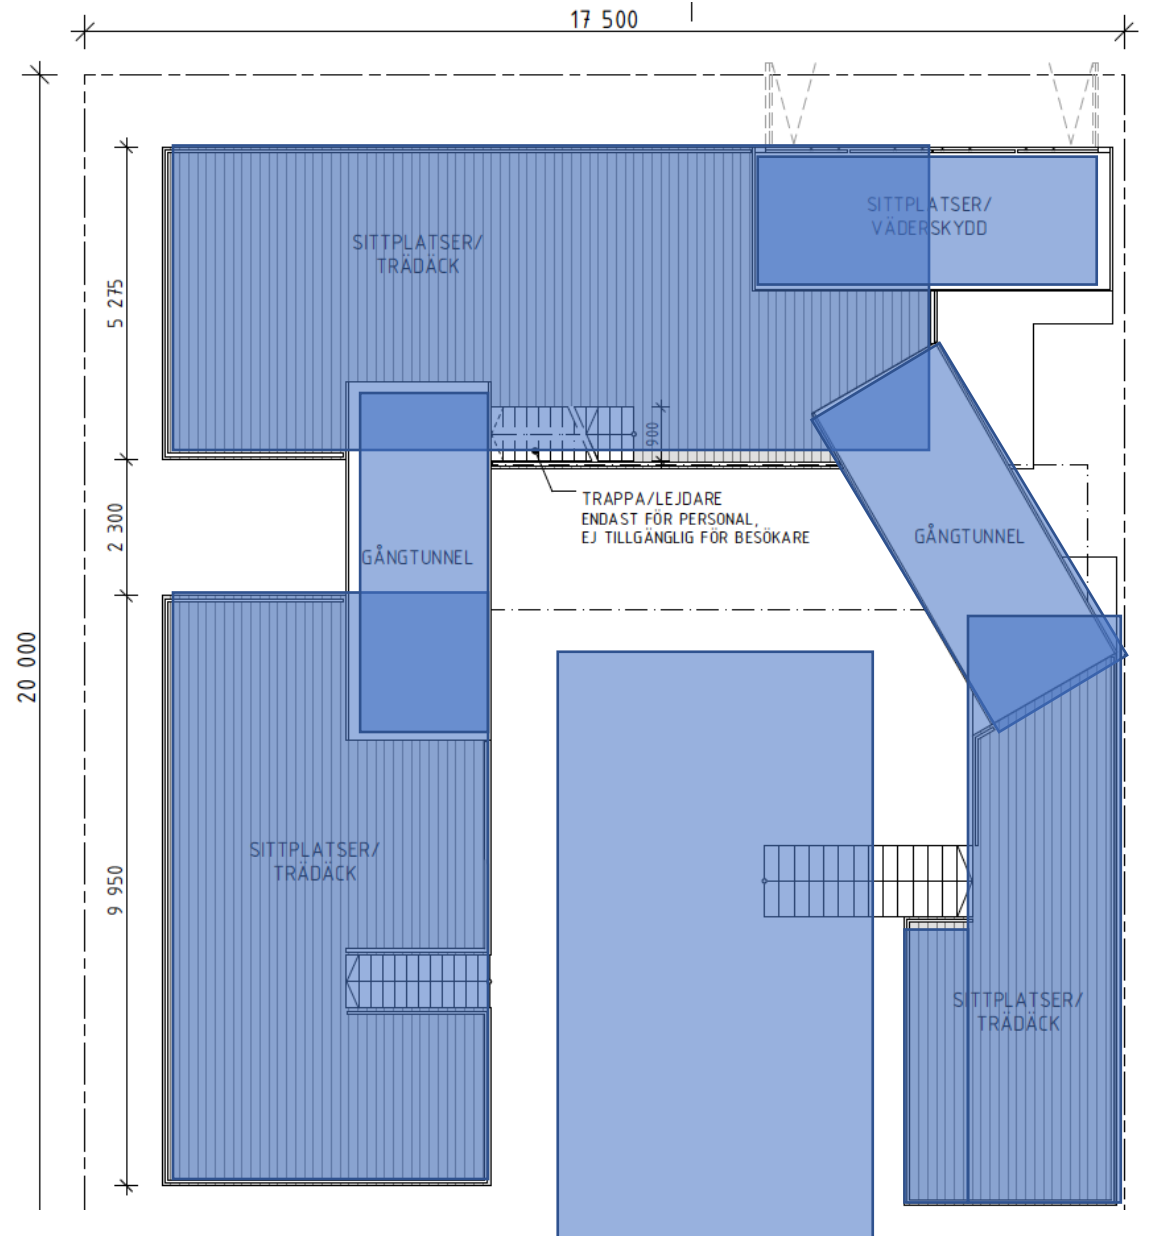 17 500
SITTPLATSER/
VÄDERSKYDD
SITTPLATSER/
TRÄDÄCK
5 275
900
TRAPPA/LEJDARE
ENDAST FÖR PERSONAL,
EJ TILLGÄNGLIG FÖR BESÖKARE
2 300
GÅNGTUNNEL
GÅNGTUNNEL
20 000
SITTPLATSER/
TRÄDÄCK
9 950
SITTPLATSER/
TRÄDÄCK